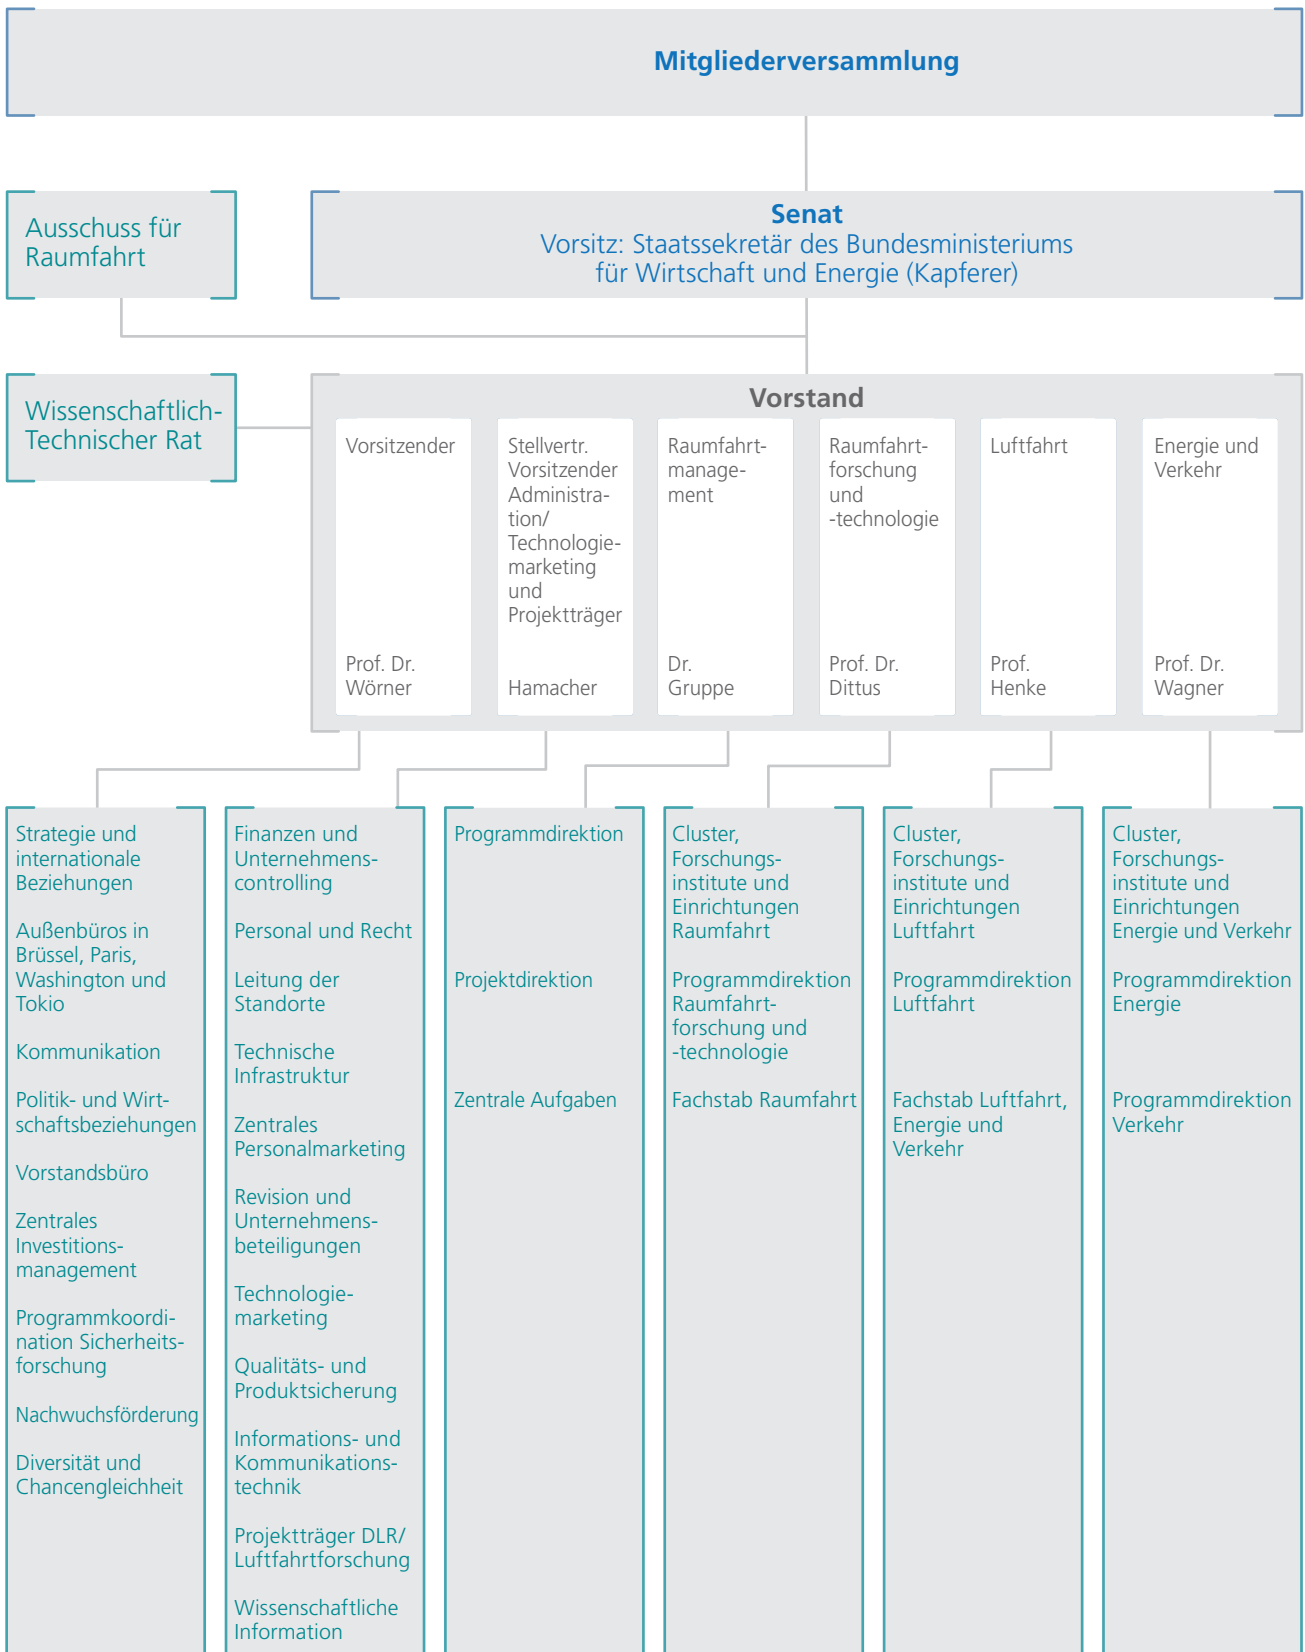 Mitgliederversammlung
Ausschuss für
Raumfahrt
Senat
Vorsitz: Staatssekretär des Bundesministeriums
für Wirtschaft und Energie (Kapferer)
Wissenschaftlich-
Technischer Rat
Vorstand
Vorsitzender
Prof. Dr.
Wörner
Stellvertr.
Vorsitzender
Administra-
tion/
Technologie-
marketing
und
Projektträger
Hamacher
Raumfahrt-
manage-
ment
Dr.
Gruppe
Raumfahrt-
forschung
und
-technologie
Prof. Dr.
Dittus
Luftfahrt
Prof.
Henke
Energie und
Verkehr
Prof. Dr.
Wagner
Strategie und
internationale
Beziehungen
Außenbüros in
Brüssel, Paris,
Washington und
Tokio
Kommunikation
Politik- und Wirt-
schaftsbeziehungen
Vorstandsbüro
Zentrales
Investitions-
management
Programmkoordi-
nation Sicherheits-
forschung
Nachwuchsförderung
Diversität und
Chancengleichheit
Finanzen und
Unternehmens-
controlling
Personal und Recht
Leitung der
Standorte
Technische
Infrastruktur
Zentrales
Personalmarketing
Revision und
Unternehmens-
beteiligungen
Technologie-
marketing
Qualitäts- und
Produktsicherung
Informations- und
Kommunikations-
technik
Projektträger DLR/
Luftfahrtforschung
Wissenschaftliche
Information
Programmdirektion
Projektdirektion
Zentrale Aufgaben
Cluster,
Forschungs-
institute und
Einrichtungen
Raumfahrt
Programmdirektion
Raumfahrt-
forschung und
-technologie
Fachstab Raumfahrt
Cluster,
Forschungs-
institute und
Einrichtungen
Luftfahrt
Programmdirektion
Luftfahrt
Fachstab Luftfahrt,
Energie und
Verkehr
Cluster,
Forschungs-
institute und
Einrichtungen
Energie und Verkehr
Programmdirektion
Energie
Programmdirektion
Verkehr